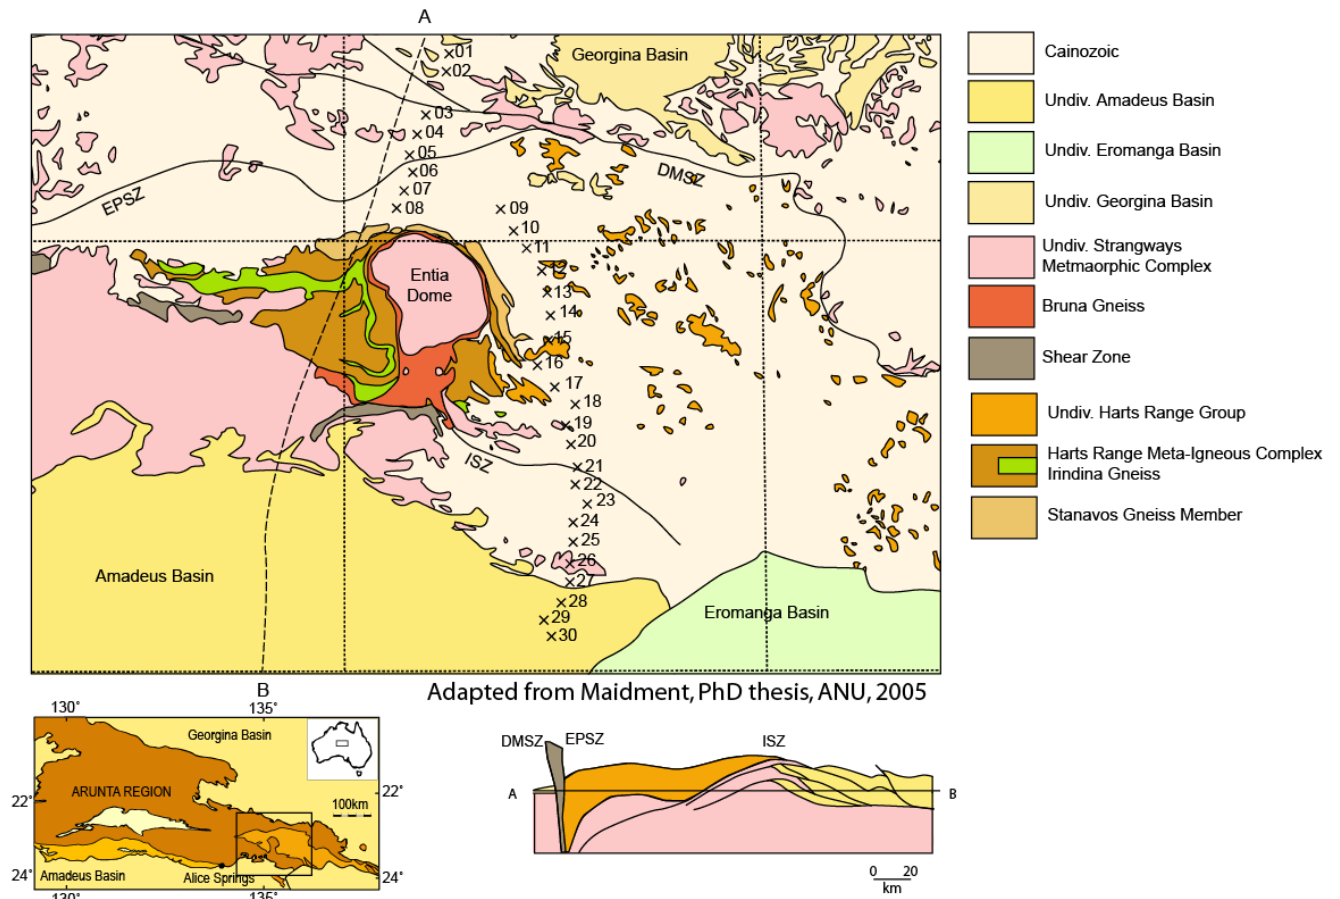 A
01
02
Georgina Basin
03
04
05
06
07
08
EPSZ
DMSZ
09
10
11
12
13
14
15
16
17
18
19
20
21
22
23
24
25
26
27
28
29
30
Entia
Dome
ISZ
Amadeus Basin
Eromanga Basin
B
Cainozoic
Undiv. Amadeus Basin
Undiv. Eromanga Basin
Undiv. Georgina Basin
Undiv. Strangways
Metmaorphic Complex
Bruna Gneiss
Shear Zone
Undiv. Harts Range Group
Harts Range Meta-Igneous Complex
Irindina Gneiss
Stanavos Gneiss Member
Adapted from Maidment, PhD thesis, ANU, 2005
130°
135°
Georgina Basin
ARUNTA REGION
22°
22°
100km
24°
24°
Amadeus Basin
Alice Springs
130°
135°
DMSZ
EPSZ
ISZ
A
B
0 20
km